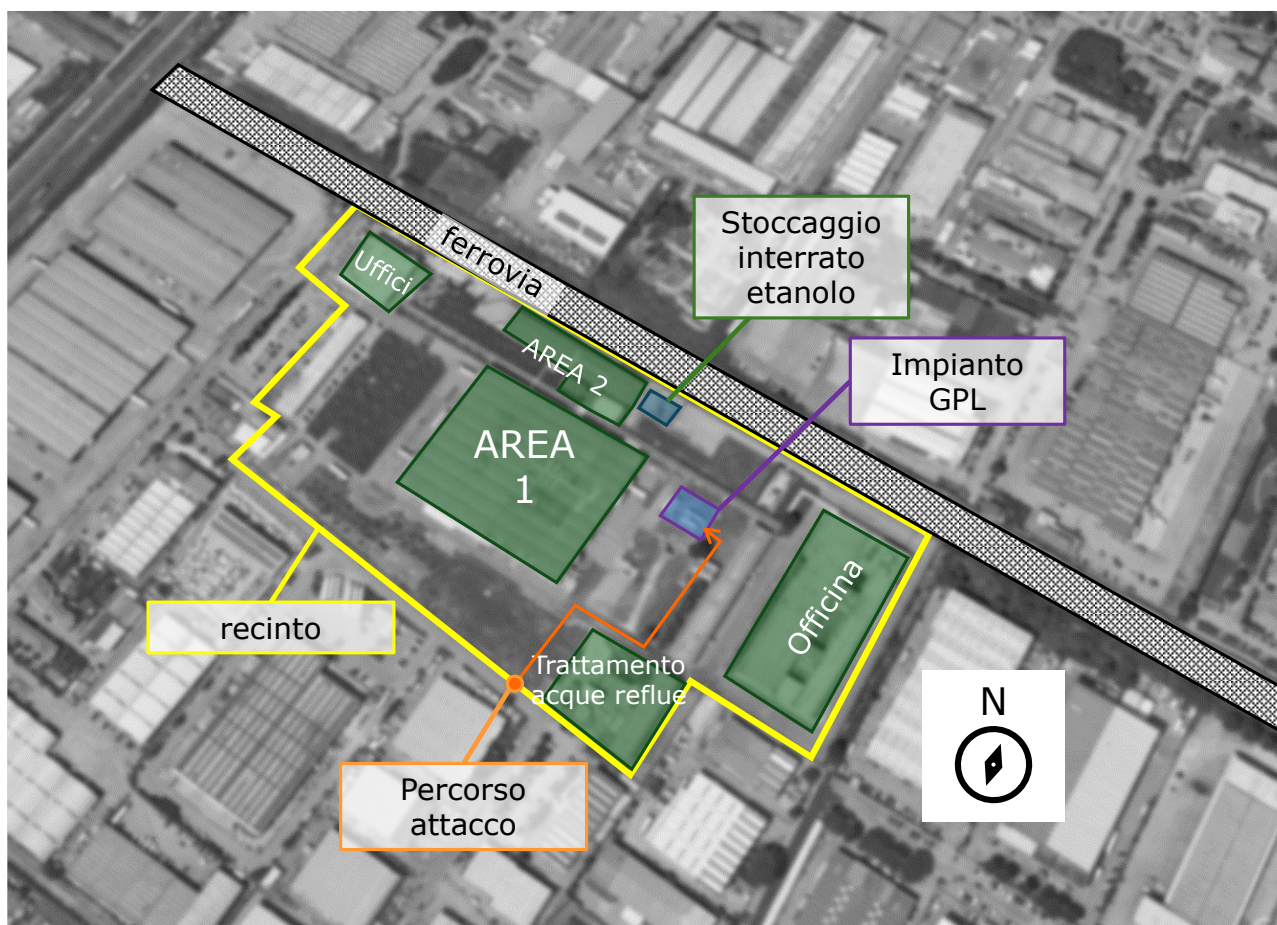 Stoccaggio
interrato
etanolo
ferrovia
Uffici
AREA 2
Impianto
GPL
AREA
1
Officina
recinto
Trattamento
acque reflue
N
Percorso
attacco